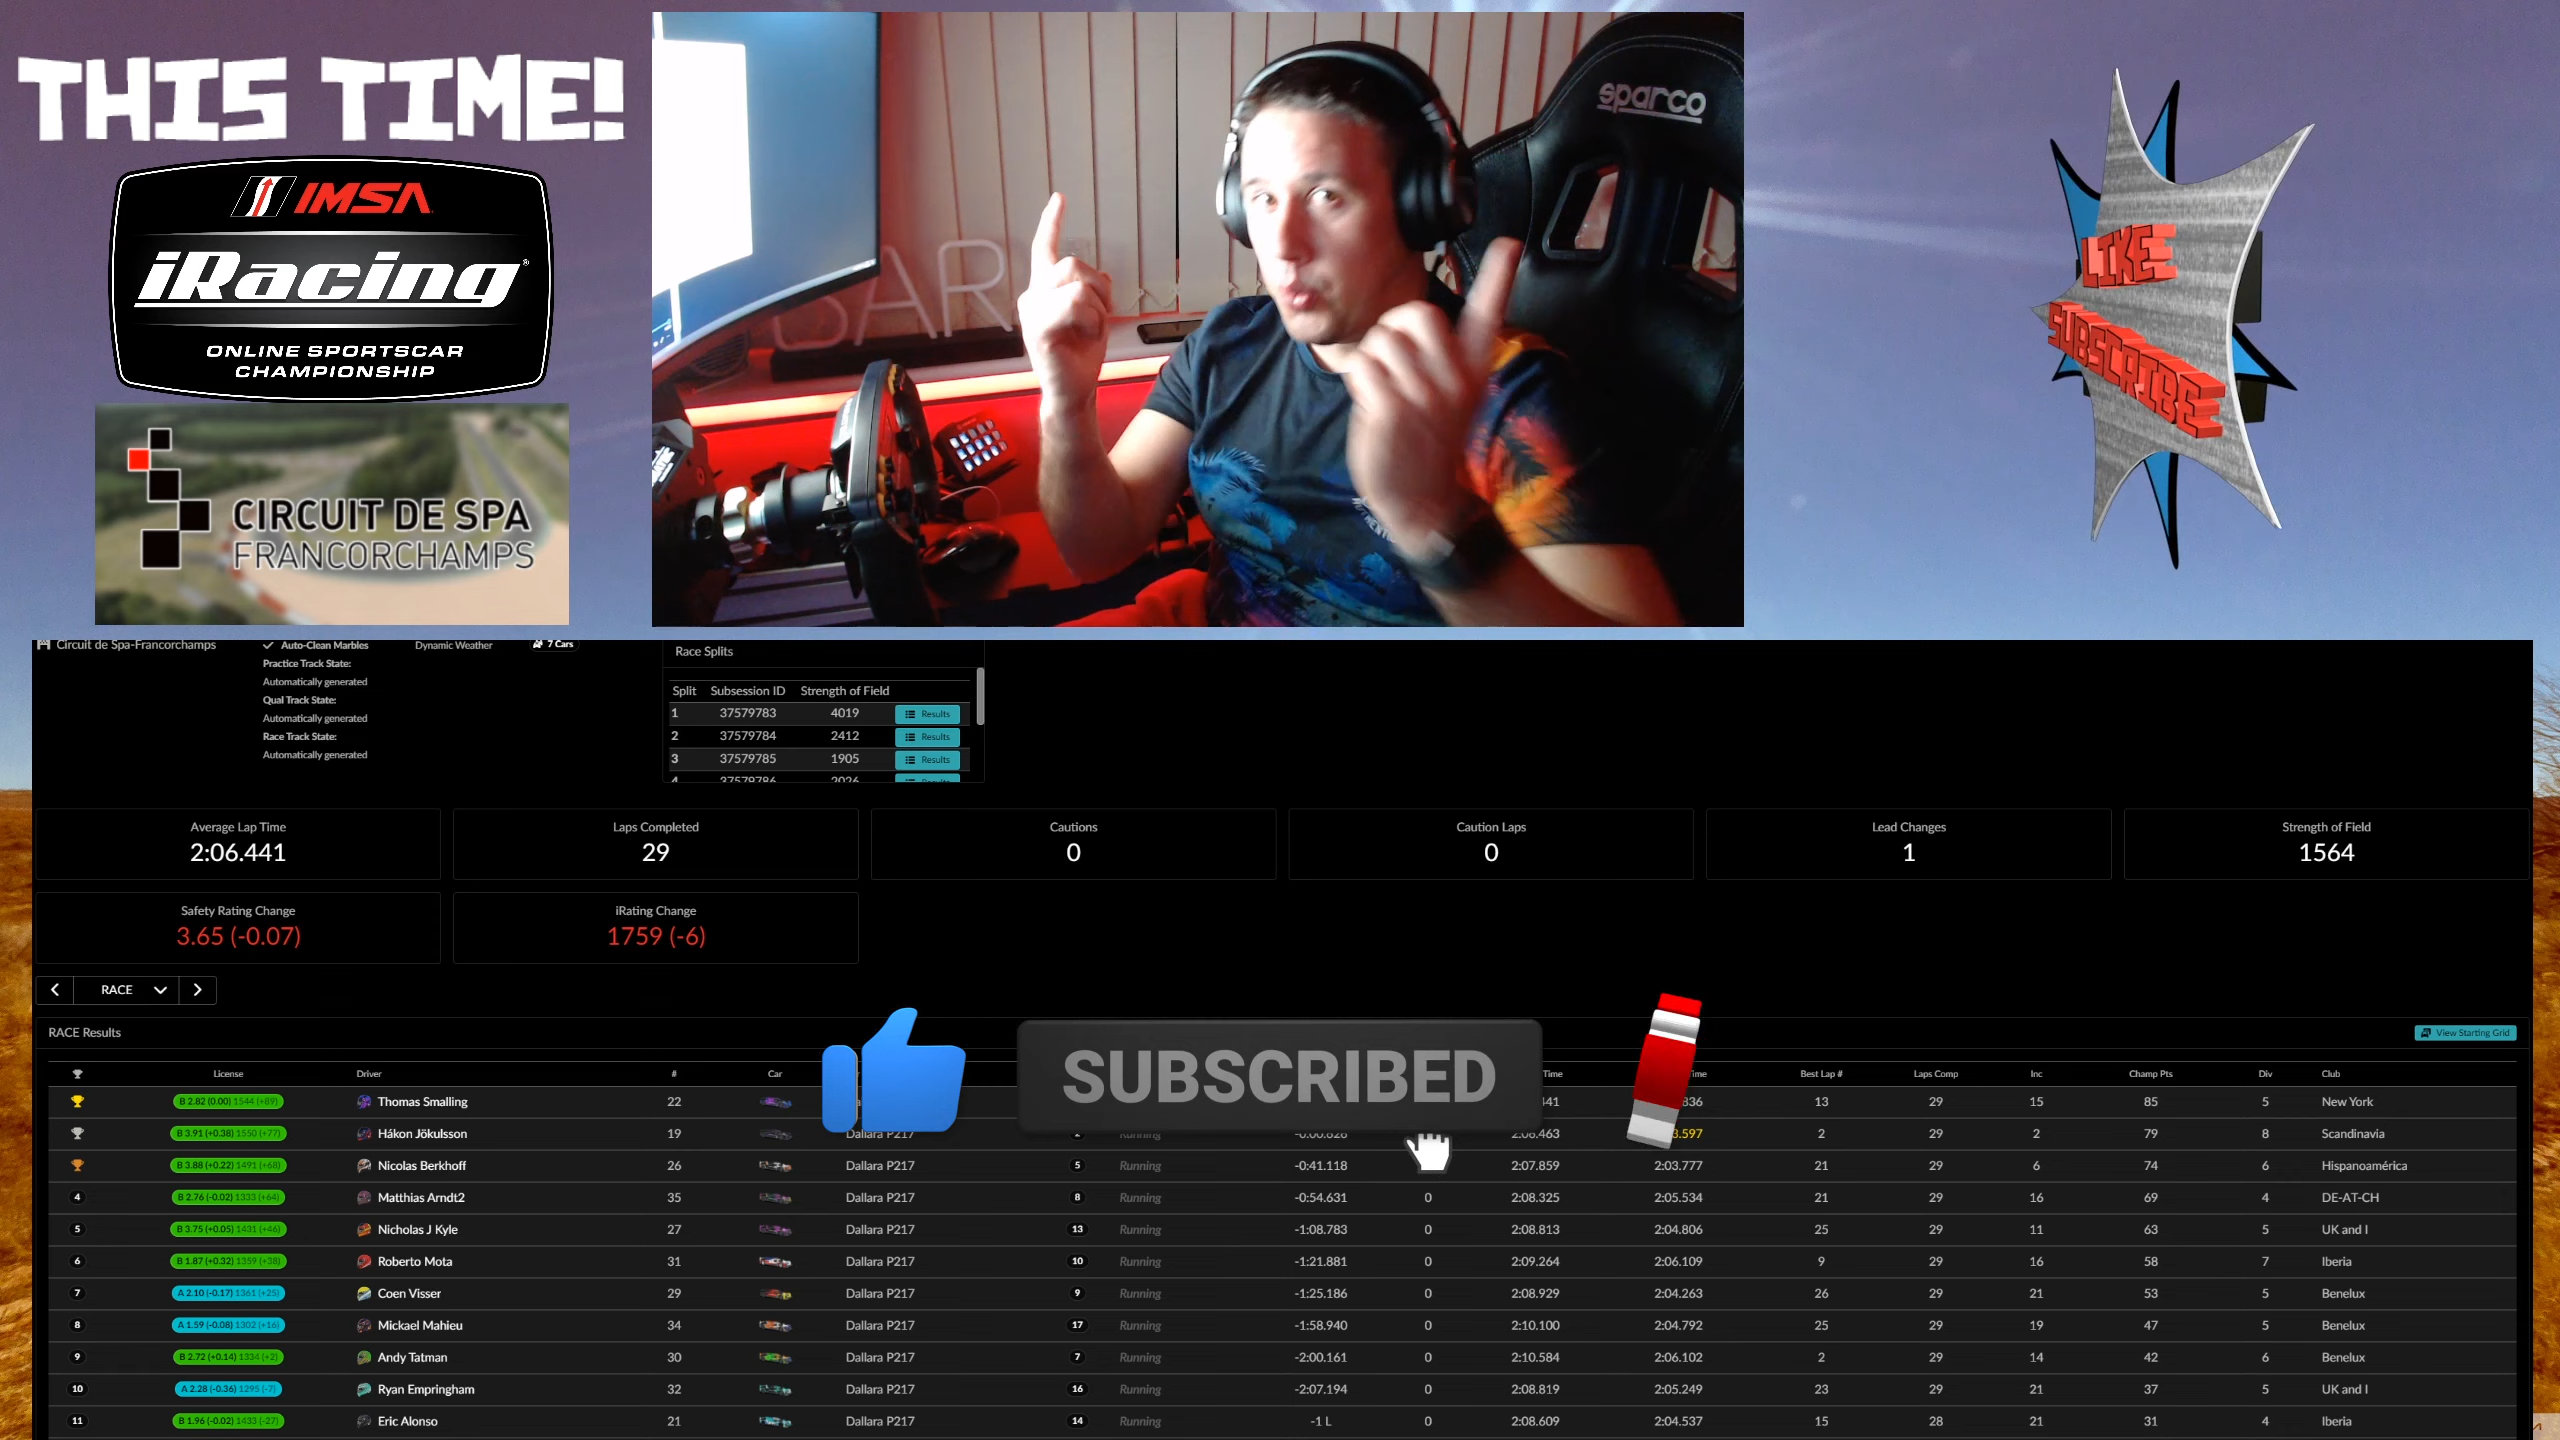 THIS TIME!
IMSA
iRacing®
ONLINE SPORTSCAR
CHAMPIONSHIP
CIRCUIT DE SPA
FRANCORCHAMPS
sparco
LIKE
SUBSCRIBE
Circuit de Spa-Francorchamps
Auto-Clean Marbles
Dynamic Weather
7 Cars
Practice Track State:
Automatically generated
Qual Track State:
Automatically generated
Race Track State:
Automatically generated
Race Splits
Split Subsession ID Strength of Field
1 37579783 4019 Results
2 37579784 2412 Results
3 37579785 1905 Results
4 37579786 2026 Results
Average Lap Time
2:06.441
Laps Completed
29
Cautions
0
Caution Laps
0
Lead Changes
1
Strength of Field
1564
Safety Rating Change
3.65 (-0.07)
iRating Change
1759 (-6)
RACE
RACE Results
View Starting Grid
SUBSCRIBED
License Driver # Car Time Best Lap # Laps Comp Inc Champ Pts Div Club
B 2.82 (0.00) 1544 (+89) Thomas Smalling 22 13 29 15 85 5 New York
B 3.91 (+0.38) 1550 (+77) Hákon Jökulsson 19 Dallara P217 2 Running -0:00.626 2:06.463 3.597 2 29 2 79 8 Scandinavia
B 3.88 (+0.22) 1491 (+68) Nicolas Berkhoff 26 Dallara P217 5 Running -0:41.118 2:07.859 2:03.777 21 29 6 74 6 Hispanoamérica
4 B 2.76 (-0.02) 1333 (+64) Matthias Arndt2 35 Dallara P217 8 Running -0:54.631 0 2:08.325 2:05.534 21 29 16 69 4 DE-AT-CH
5 B 3.75 (+0.05) 1431 (+46) Nicholas J Kyle 27 Dallara P217 13 Running -1:08.783 0 2:08.813 2:04.806 25 29 11 63 5 UK and I
6 B 1.87 (+0.32) 1359 (+38) Roberto Mota 31 Dallara P217 10 Running -1:21.881 0 2:09.264 2:06.109 9 29 16 58 7 Iberia
7 A 2.10 (-0.17) 1361 (+25) Coen Visser 29 Dallara P217 9 Running -1:25.186 0 2:08.929 2:04.263 26 29 21 53 5 Benelux
8 A 1.59 (-0.08) 1302 (+16) Mickael Mahieu 34 Dallara P217 17 Running -1:58.940 0 2:10.100 2:04.792 25 29 19 47 5 Benelux
9 B 2.72 (+0.14) 1334 (+2) Andy Tatman 30 Dallara P217 7 Running -2:00.161 0 2:10.584 2:06.102 2 29 14 42 6 Benelux
10 A 2.28 (-0.36) 1295 (-7) Ryan Empringham 32 Dallara P217 16 Running -2:07.194 0 2:08.819 2:05.249 23 29 21 37 5 UK and I
11 B 1.96 (-0.02) 1433 (-27) Eric Alonso 21 Dallara P217 14 Running -1 L 0 2:08.609 2:04.537 15 28 21 31 4 Iberia